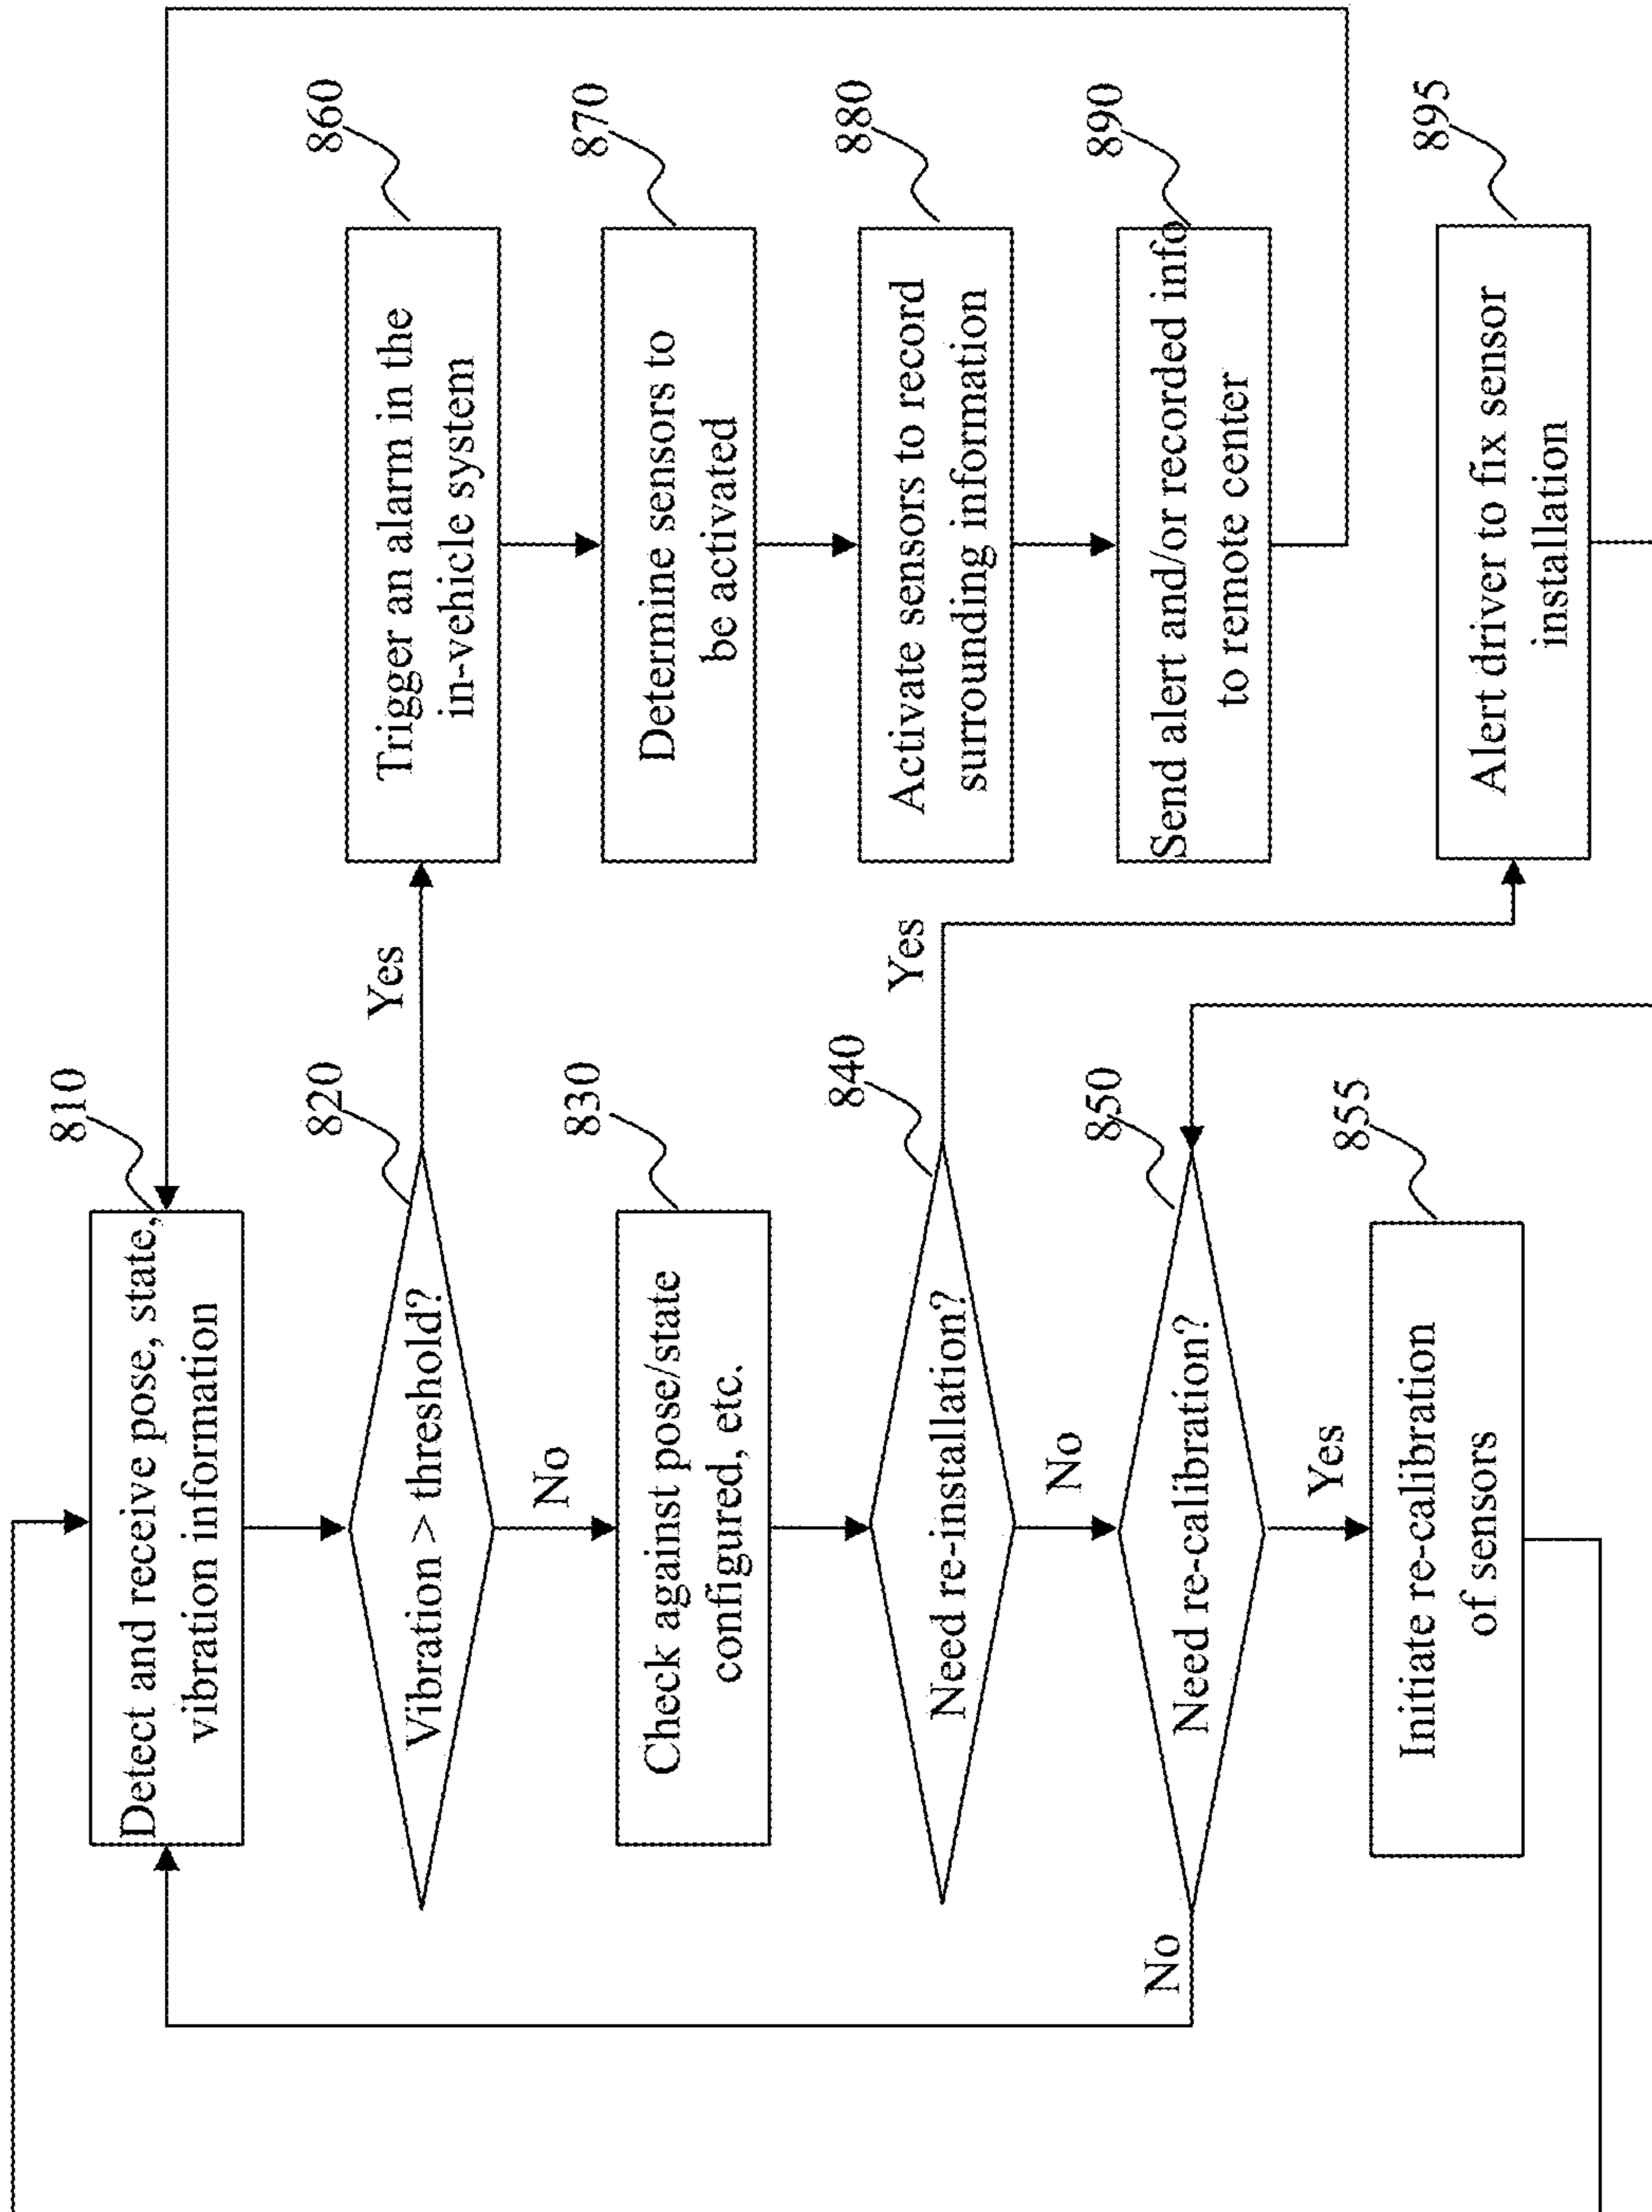 810
Detect and receive pose, state,
vibration information
820
Vibration > threshold?
Yes
No
830
Check against pose/state
configured, etc.
840
Need re-installation?
Yes
No
850
Need re-calibration?
No
Yes
855
Initiate re-calibration
of sensors
860
Trigger an alarm in the
in-vehicle system
870
Determine sensors to
be activated
880
Activate sensors to record
surrounding information
890
Send alert and/or recorded info
to remote center
895
Alert driver to fix sensor
installation